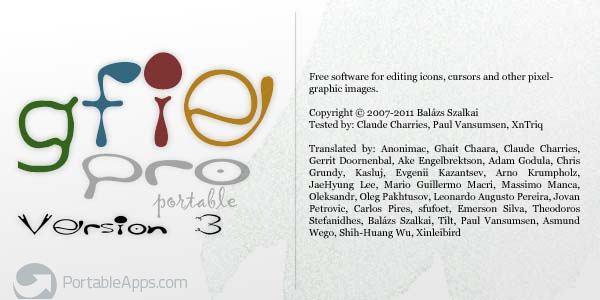 gfie
pro
portable
Version 3
PortableApps.com
Free software for editing icons, cursors and other pixel-
graphic images.
Copyright © 2007-2011 Balázs Szalkai
Tested by: Claude Charries, Paul Vansumsen, XnTriq
Translated by: Anonimac, Ghait Chaara, Claude Charries,
Gerrit Doornenbal, Ake Engelbrektson, Adam Godula, Chris
Grundy, Kasluj, Evgenii Kazantsev, Arno Krumpholz,
JaeHyung Lee, Mario Guillermo Macri, Massimo Manca,
Oleksandr, Oleg Pakhtusov, Leonardo Augusto Pereira, Jovan
Petrovic, Carlos Pires, sfufoet, Emerson Silva, Theodoros
Stefanidhes, Balázs Szalkai, Tilt, Paul Vansumsen, Asmund
Wego, Shih-Huang Wu, Xinleibird